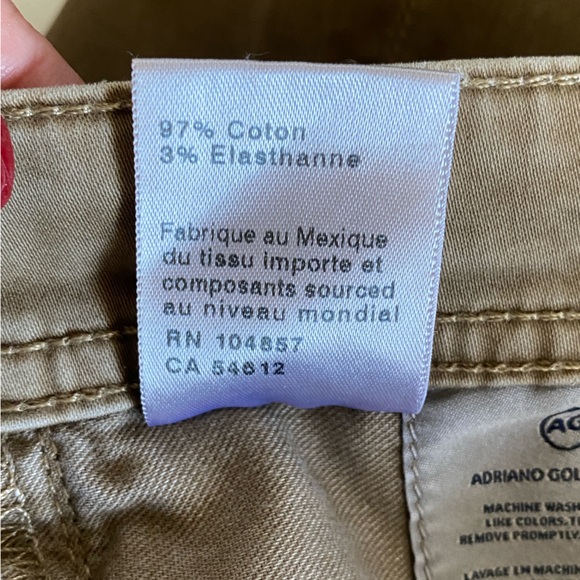 97% Coton
3% Elasthanne
Fabrique au Mexique
du tissu importe et
composants sourced
au niveau mondial
RN 104857
CA 54612
AG
ADRIANO GOL
MACHINE WASH
LIKE COLORS. T
REMOVE PROMPTLY
LAVAGE EN MACHIN